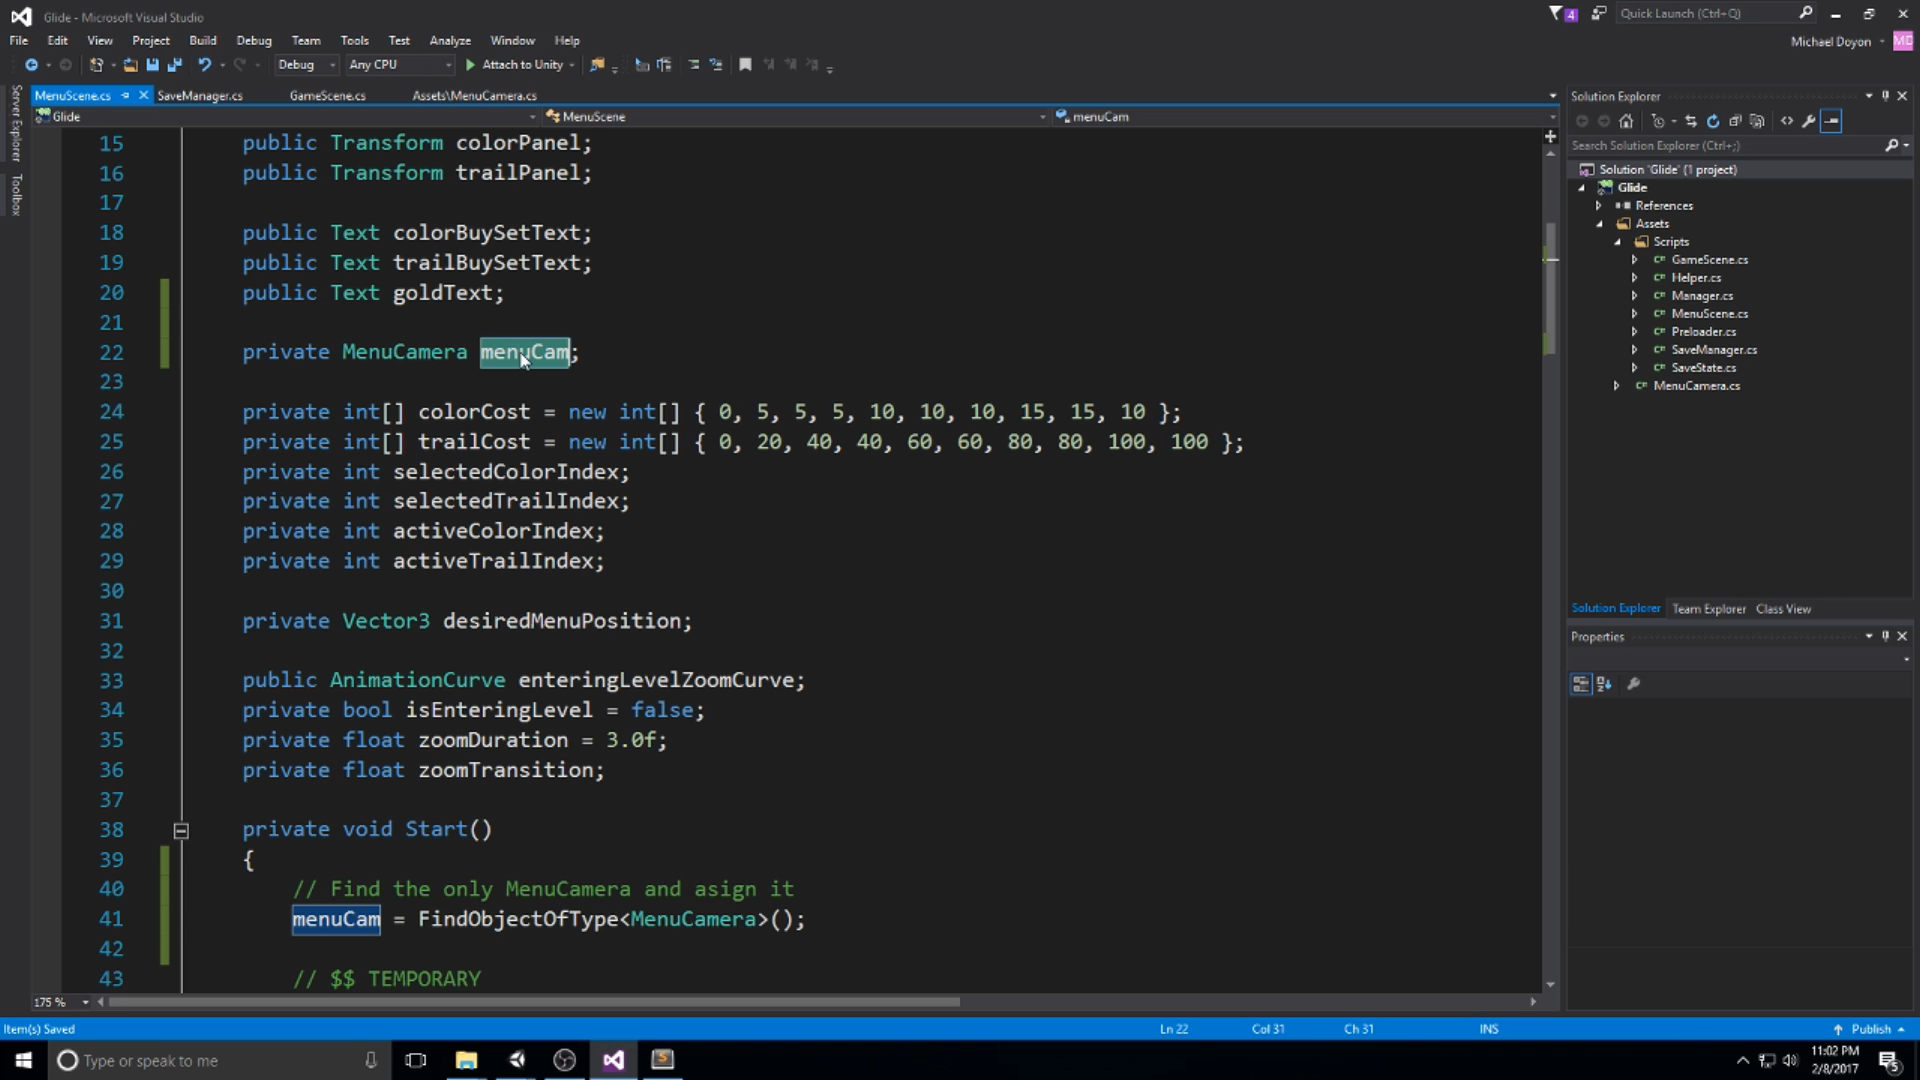 Glide - Microsoft Visual Studio
4
Quick Launch (Ctrl+Q)
File Edit View Project Build Debug Team Tools Test Analyze Window Help
Michael Doyon
MD
Debug
Any CPU
Attach to Unity
Server Explorer
Toolbox
MenuScene.cs
SaveManager.cs
GameScene.cs
Assets\MenuCamera.cs
Glide
MenuScene
menuCam
15 public Transform colorPanel;
16 public Transform trailPanel;
17
18 public Text colorBuySetText;
19 public Text trailBuySetText;
20 public Text goldText;
21
22 private MenuCamera menuCam;
23
24 private int[] colorCost = new int[] { 0, 5, 5, 5, 10, 10, 10, 15, 15, 10 };
25 private int[] trailCost = new int[] { 0, 20, 40, 40, 60, 60, 80, 80, 100, 100 };
26 private int selectedColorIndex;
27 private int selectedTrailIndex;
28 private int activeColorIndex;
29 private int activeTrailIndex;
30
31 private Vector3 desiredMenuPosition;
32
33 public AnimationCurve enteringLevelZoomCurve;
34 private bool isEnteringLevel = false;
35 private float zoomDuration = 3.0f;
36 private float zoomTransition;
37
38 private void Start()
39 {
40 // Find the only MenuCamera and asign it
41 menuCam = FindObjectOfType<MenuCamera>();
42
43 // $$ TEMPORARY
175 %
Solution Explorer
Search Solution Explorer (Ctrl+;)
Solution 'Glide' (1 project)
Glide
References
Assets
Scripts
C# GameScene.cs
C# Helper.cs
C# Manager.cs
C# MenuScene.cs
C# Preloader.cs
C# SaveManager.cs
C# SaveState.cs
C# MenuCamera.cs
Solution Explorer Team Explorer Class View
Properties
Item(s) Saved
Ln 22
Col 31
Ch 31
INS
Publish
Type or speak to me
11:02 PM
2/8/2017
5